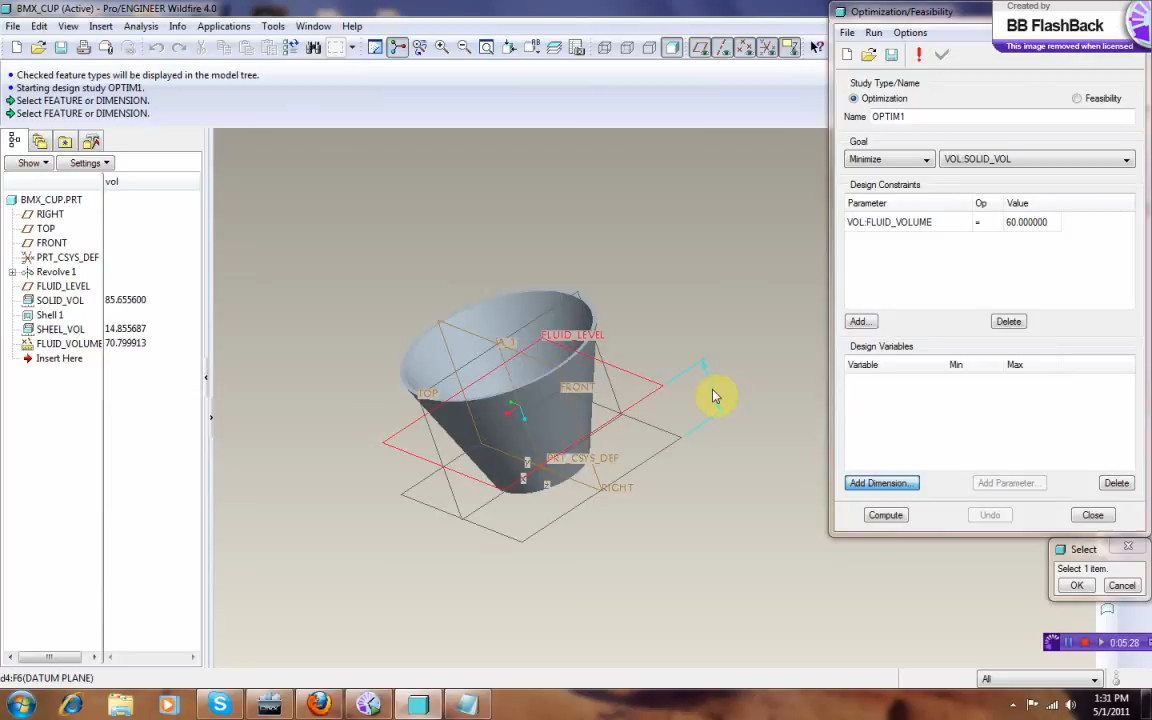 BMX_CUP (Active) - Pro/ENGINEER Wildfire 4.0
File Edit View Insert Analysis Info Applications Tools Window Help
Checked feature types will be displayed in the model tree.
Starting design study OPTIM1.
Select FEATURE or DIMENSION.
Select FEATURE or DIMENSION.
Show Settings
vol
BMX_CUP.PRT
RIGHT
TOP
FRONT
PRT_CSYS_DEF
Revolve 1
FLUID_LEVEL
SOLID_VOL 85.655600
Shell 1
SHEEL_VOL 14.855687
FLUID_VOLUME 70.799913
Insert Here
FLUID_LEVEL
A_1
TOP
FRONT
PRT_CSYS_DEF
RIGHT
Optimization/Feasibility
Created by
BB FlashBack
This image removed when licensed
File Run Options
Study Type/Name
Optimization Feasibility
Name OPTIM1
Goal
Minimize VOL:SOLID_VOL
Design Constraints
Parameter Op Value
VOL:FLUID_VOLUME = 60.000000
Add... Delete
Design Variables
Variable Min Max
Add Dimension... Add Parameter... Delete
Compute Undo Close
Select
Select 1 item.
OK Cancel
0:05:28
d4:F6(DATUM PLANE)
All
1:31 PM
5/1/2011